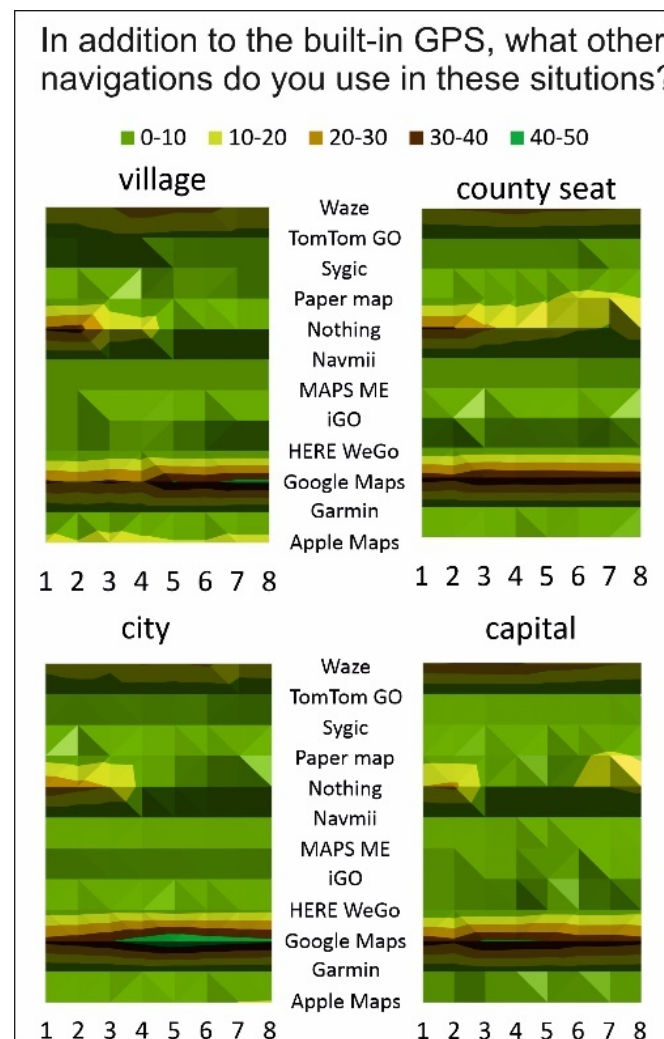 In addition to the built-in GPS, what other
navigations do you use in these situtions?
0-10 10-20 20-30 30-40 40-50
village
county seat
Waze
TomTom GO
Sygic
Paper map
Nothing
Navmii
MAPS ME
iGO
HERE WeGo
Google Maps
Garmin
Apple Maps
1 2 3 4 5 6 7 8
1 2 3 4 5 6 7 8
city
capital
Waze
TomTom GO
Sygic
Paper map
Nothing
Navmii
MAPS ME
iGO
HERE WeGo
Google Maps
Garmin
Apple Maps
1 2 3 4 5 6 7 8
1 2 3 4 5 6 7 8